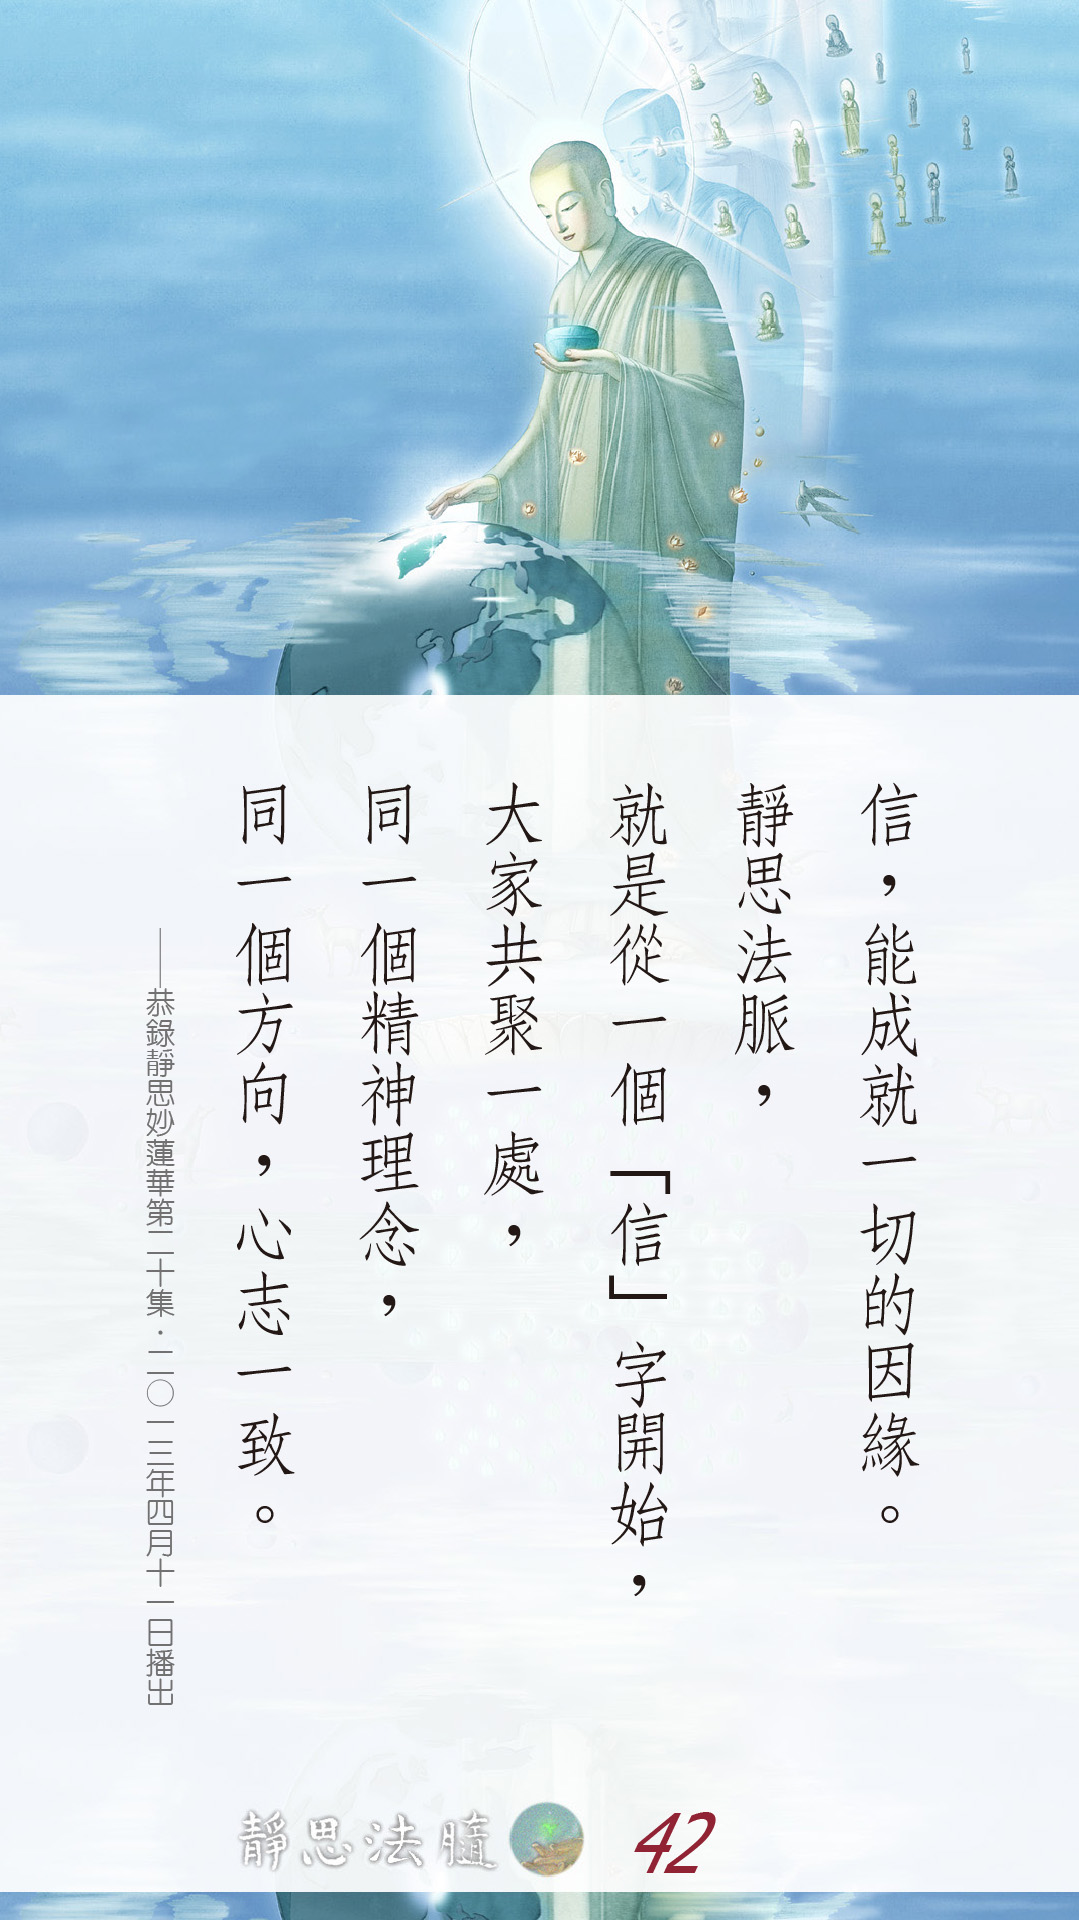 信，能成就一切的因緣。
靜思法脈，
就是從一個「信」字開始，
大家共聚一處，
同一個精神理念，
同一個方向，心志一致。
——恭錄靜思妙蓮華第二十集．二〇一三年四月十一日播出
靜思法髓
42